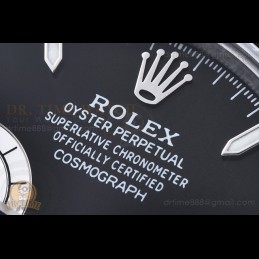 ROLEX
OYSTER PERPETUAL
SUPERLATIVE CHRONOMETER
OFFICIALLY CERTIFIED
COSMOGRAPH